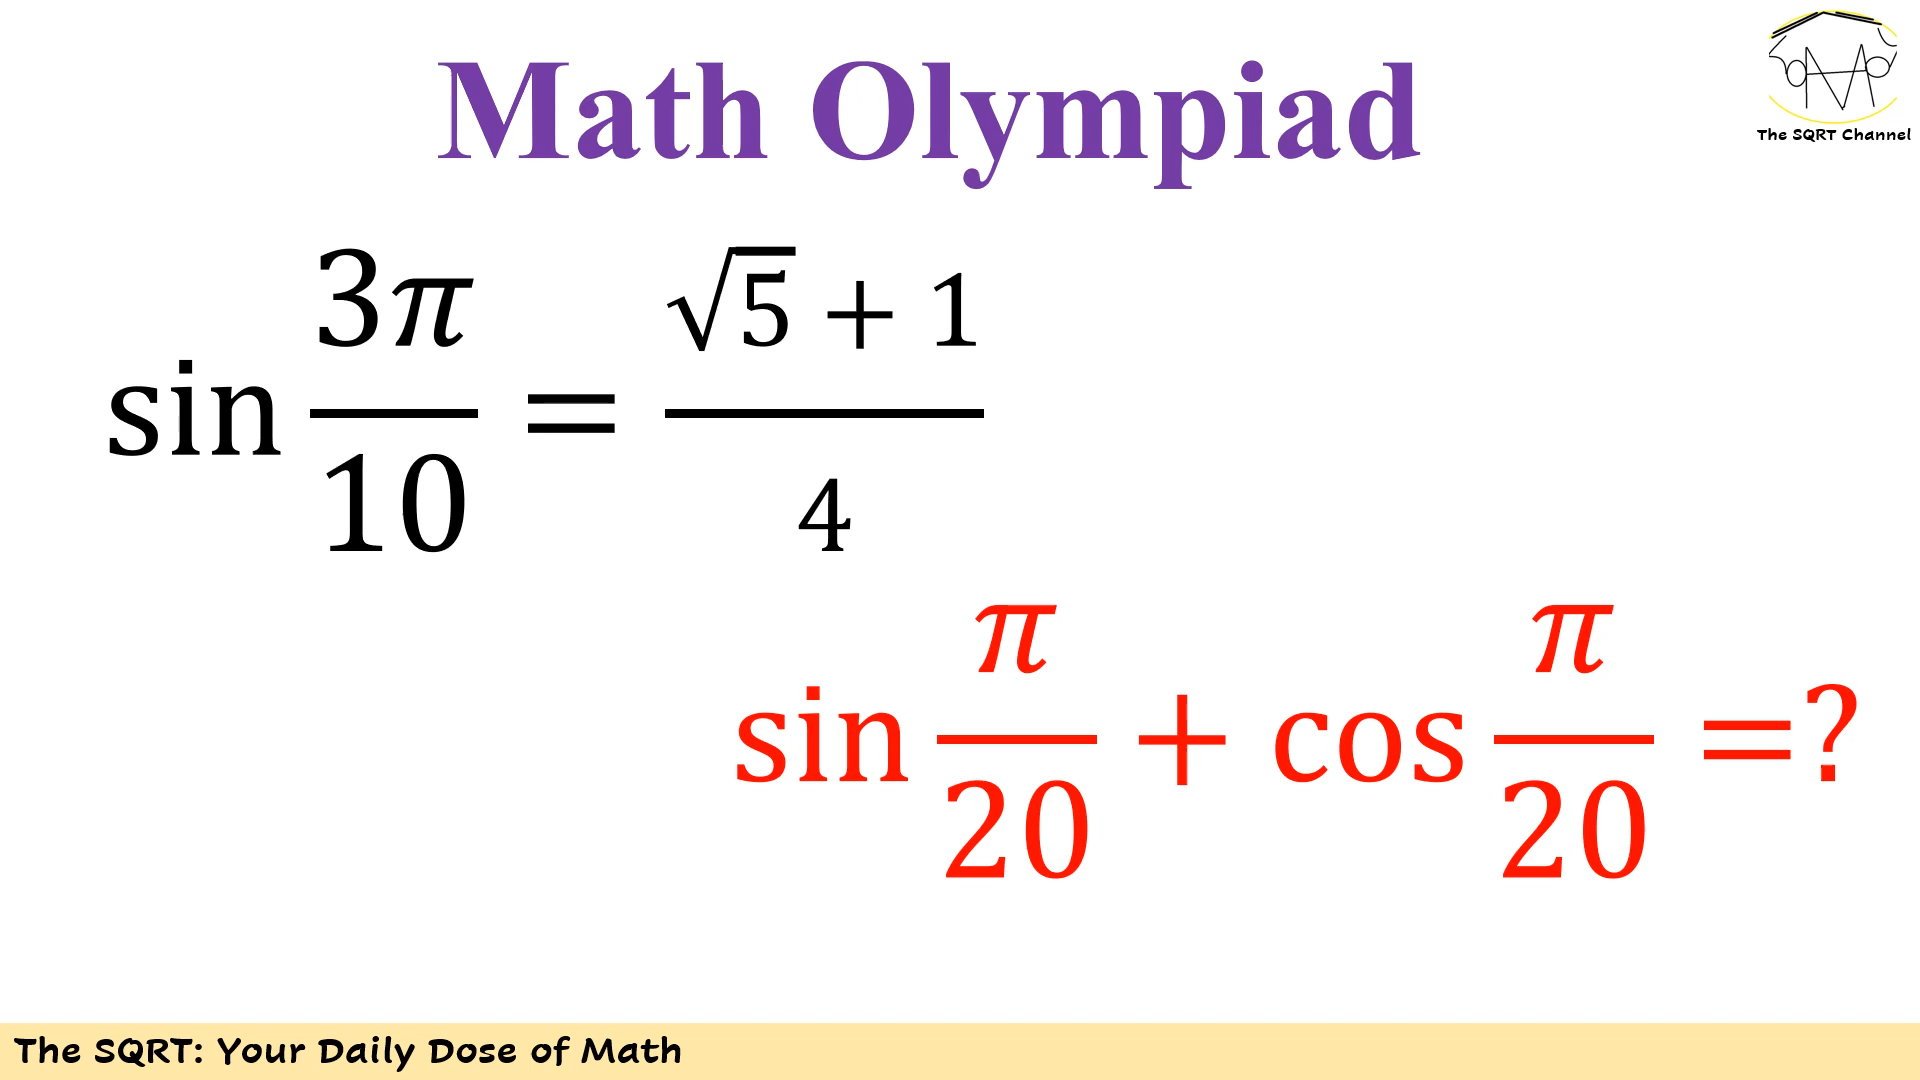 Math Olympiad
The SQRT Channel
sin 3π/10 = (√5 + 1)/4
sin π/20 + cos π/20 =?
The SQRT: Your Daily Dose of Math